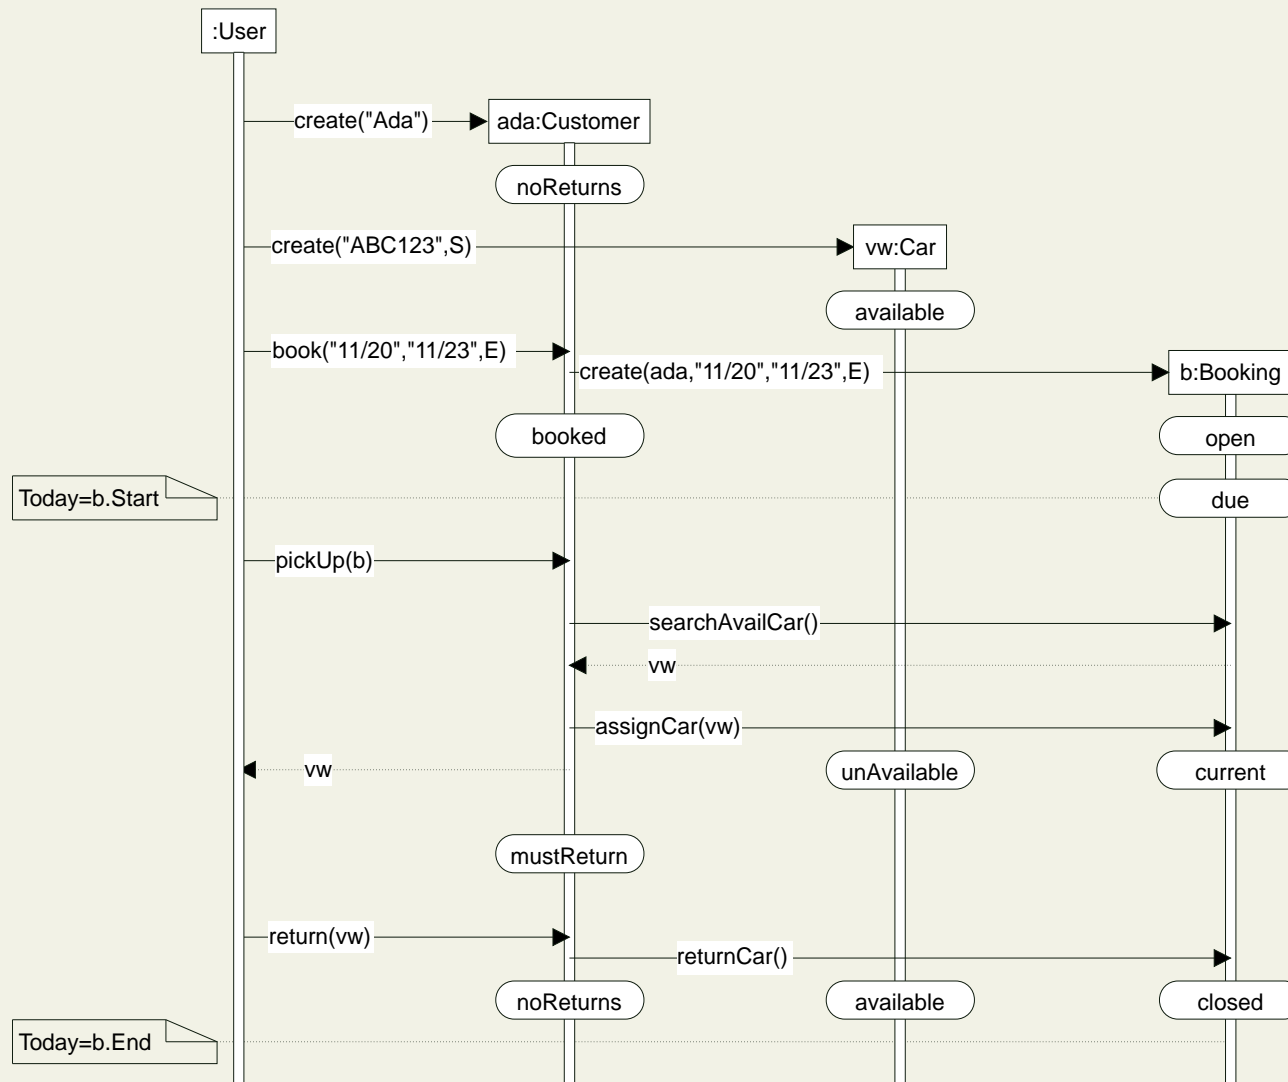 :User
create("Ada")
ada:Customer
noReturns
create("ABC123",S)
vw:Car
available
book("11/20","11/23",E)
create(ada,"11/20","11/23",E)
b:Booking
booked
open
Today=b.Start
due
pickUp(b)
searchAvailCar()
vw
assignCar(vw)
vw
unAvailable
current
mustReturn
return(vw)
returnCar()
noReturns
available
closed
Today=b.End